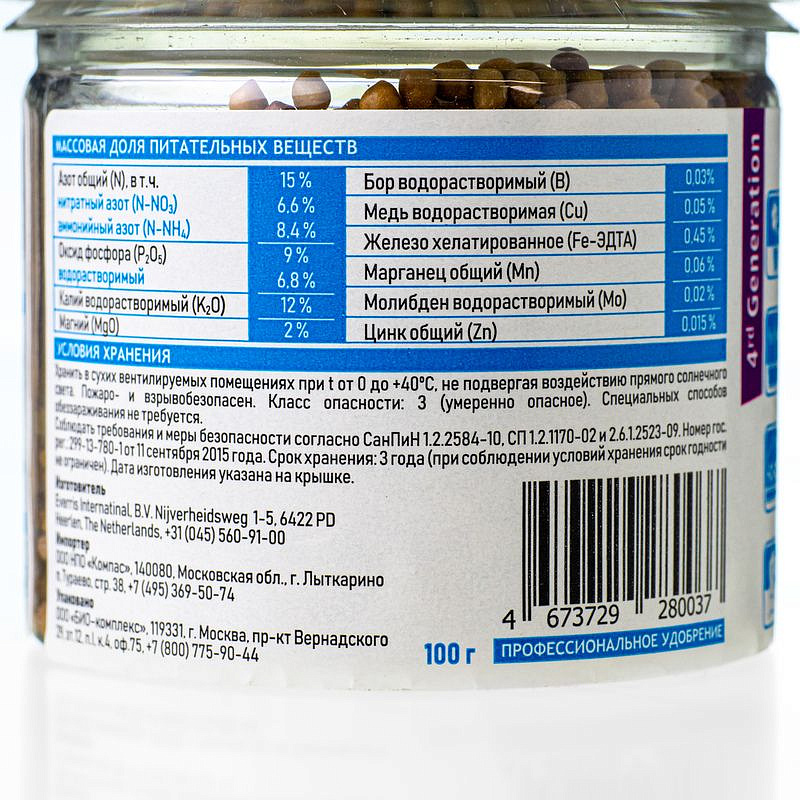 МАССОВАЯ ДОЛЯ ПИТАТЕЛЬНЫХ ВЕЩЕСТВ
Азот общий (N), в т.ч. 15 %
нитратный азот (N-NO₃) 6,6 %
аммонийный азот (N-NH₄) 8,4 %
Оксид фосфора (P₂O₅) 9 %
водорастворимый 6,8 %
Калий водорастворимый (K₂O) 12 %
Магний (MgO) 2 %
Бор водорастворимый (B) 0.03%
Медь водорастворимая (Cu) 0.05 %
Железо хелатированное (Fe-ЭДТА) 0.45 %
Марганец общий (Mn) 0.06 %
Молибден водорастворимый (Mo) 0.02 %
Цинк общий (Zn) 0.015 %
УСЛОВИЯ ХРАНЕНИЯ
Хранить в сухих вентилируемых помещениях при t от 0 до +40°C, не подвергая воздействию прямого солнечного
света. Пожаро- и взрывобезопасен. Класс опасности: 3 (умеренно опасное). Специальных способов
обеззараживания не требуется.
Соблюдать требования и меры безопасности согласно СанПиН 1.2.2584-10, СП 1.2.1170-02 и 2.6.1.2523-09. Номер гос.
рег.: 299-13-780-1 от 11 сентября 2015 года. Срок хранения: 3 года (при соблюдении условий хранения срок годности
не ограничен). Дата изготовления указана на крышке.
Изготовитель
Everris Internatinal, B.V. Nijverheidsweg 1-5, 6422 PD
Heerlen, The Netherlands, +31 (045) 560-91-00
Импортер
ООО НПО «Компас», 140080, Московская обл., г. Лыткарино
п. Тураево, стр. 38, +7 (495) 369-50-74
Упаковано
ООО «БИО-комплекс», 119331, г. Москва, пр-кт Вернадского
29, эт.12, п.I, к.4, оф.75, +7 (800) 775-90-44
100 г
4 673729 280037
ПРОФЕССИОНАЛЬНОЕ УДОБРЕНИЕ
4rd Generation